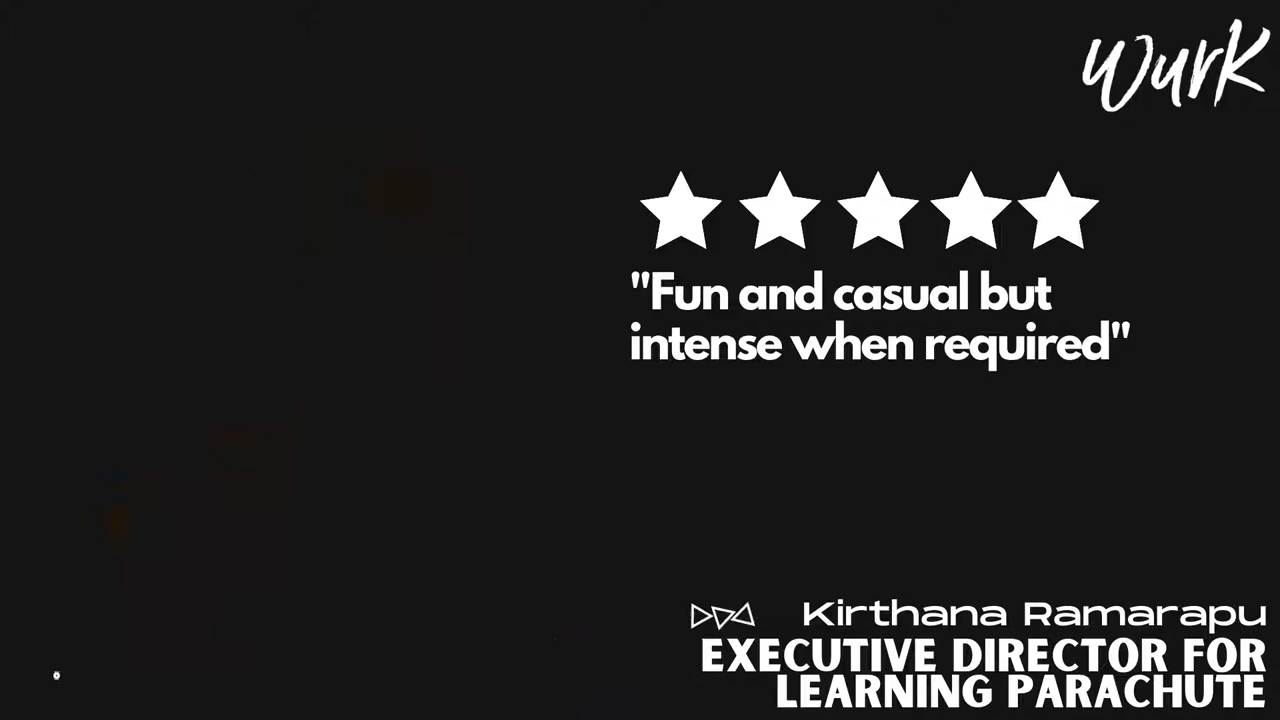 Wurk
"Fun and casual but
intense when required"
Kirthana Ramarapu
EXECUTIVE DIRECTOR FOR
LEARNING PARACHUTE